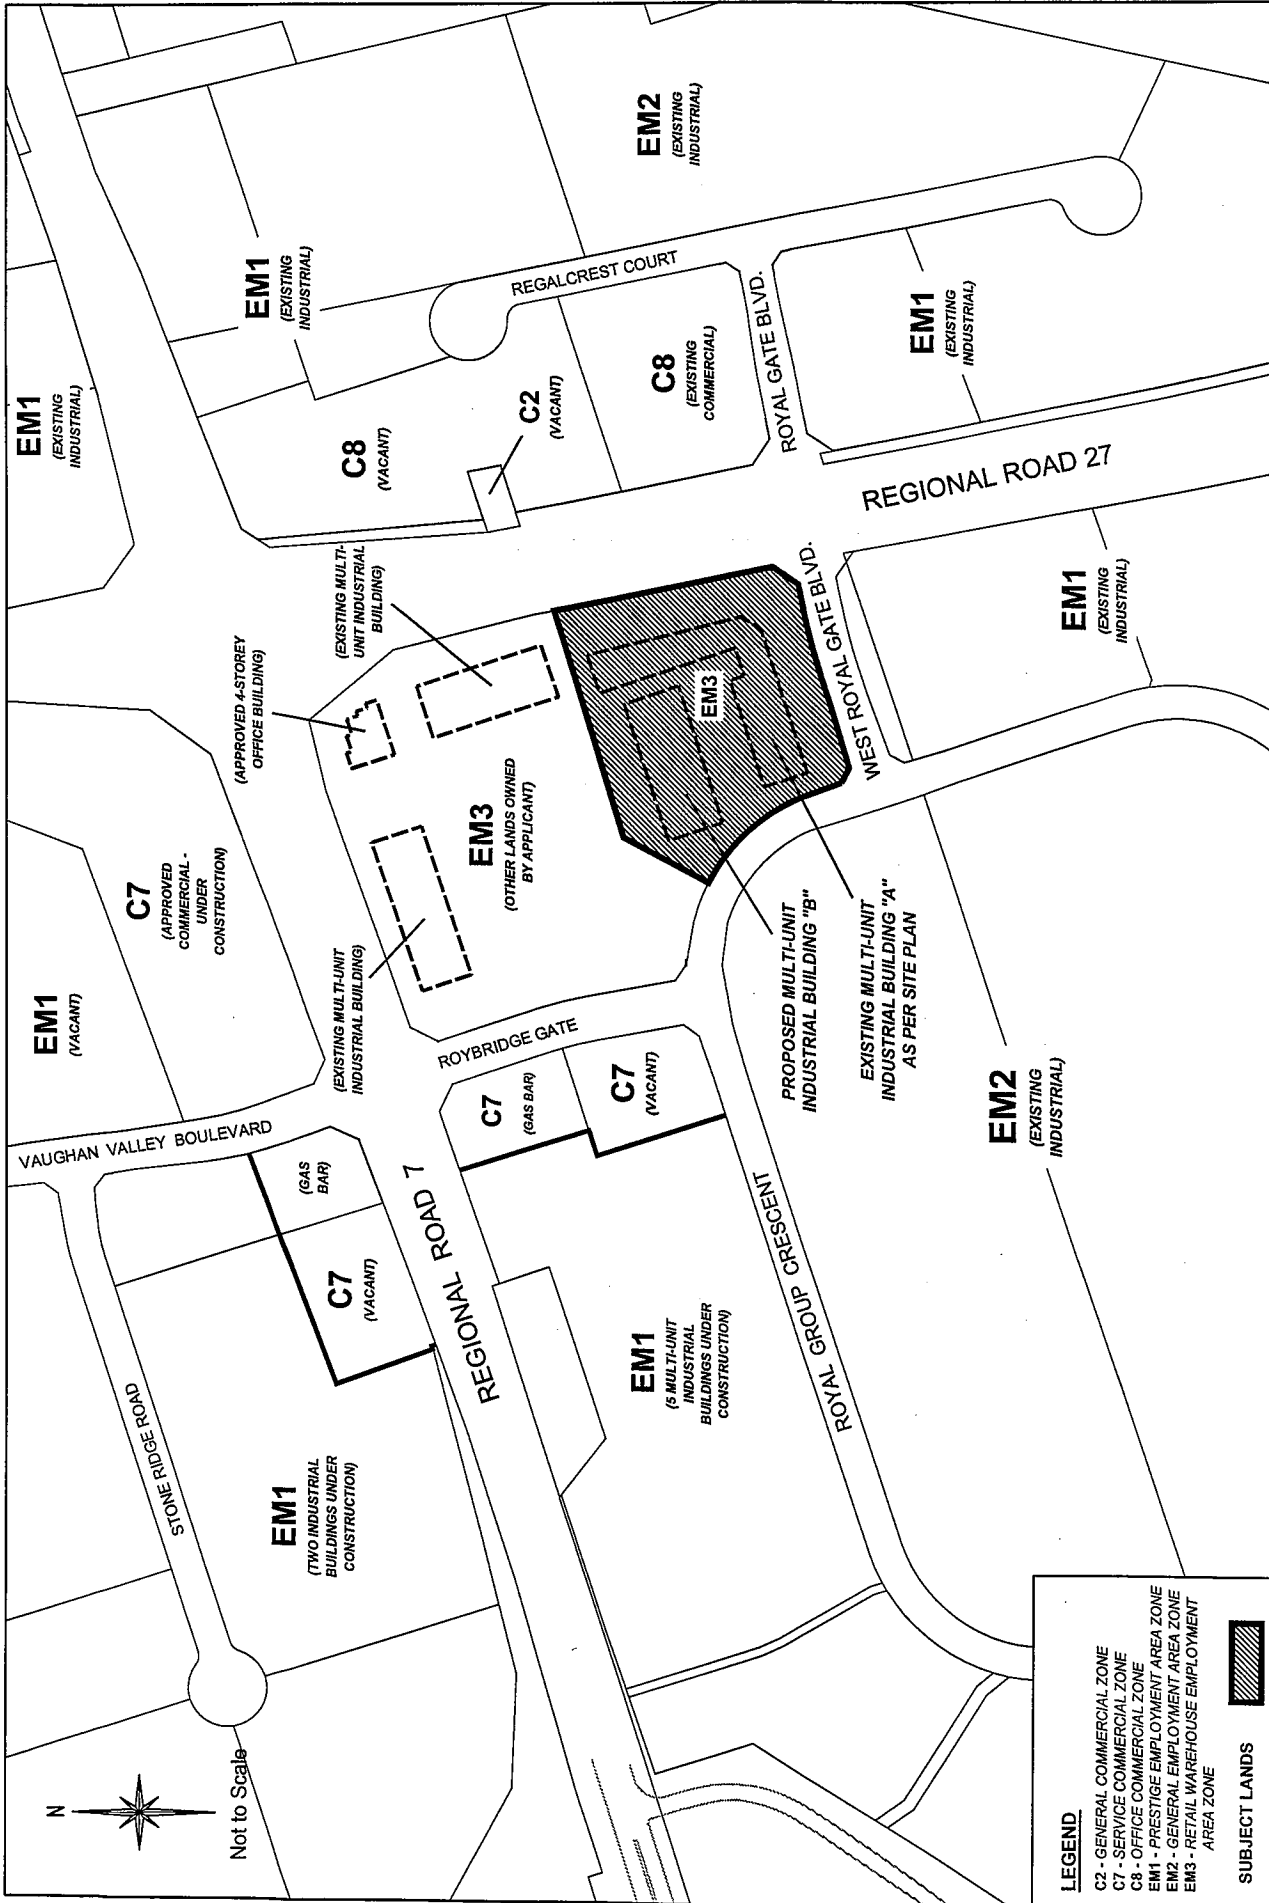 N
Not to Scale
STONE RIDGE ROAD
VAUGHAN VALLEY BOULEVARD
EM1
(TWO INDUSTRIAL
BUILDINGS UNDER
CONSTRUCTION)
C7
(VACANT)
(GAS
BAR)
EM1
(VACANT)
C7
(APPROVED
COMMERCIAL -
UNDER
CONSTRUCTION)
(APPROVED 4-STOREY
OFFICE BUILDING)
(EXISTING MULTI-
UNIT INDUSTRIAL
BUILDING)
EM1
(EXISTING
INDUSTRIAL)
EM1
(EXISTING
INDUSTRIAL)
C8
(VACANT)
C2
(VACANT)
REGALCREST COURT
EM2
(EXISTING
INDUSTRIAL)
REGIONAL ROAD 7
(EXISTING MULTI-UNIT
INDUSTRIAL BUILDING)
ROYBRIDGE GATE
C7
(GAS BAR)
C7
(VACANT)
EM3
(OTHER LANDS OWNED
BY APPLICANT)
EM3
C8
(EXISTING
COMMERCIAL)
ROYAL GATE BLVD.
EM1
(EXISTING
INDUSTRIAL)
REGIONAL ROAD 27
WEST ROYAL GATE BLVD.
EM1
(EXISTING
INDUSTRIAL)
EM1
(5 MULTI-UNIT
INDUSTRIAL
BUILDINGS UNDER
CONSTRUCTION)
ROYAL GROUP CRESCENT
PROPOSED MULTI-UNIT
INDUSTRIAL BUILDING "B"
EXISTING MULTI-UNIT
INDUSTRIAL BUILDING "A"
AS PER SITE PLAN
EM2
(EXISTING
INDUSTRIAL)
LEGEND
C2 - GENERAL COMMERCIAL ZONE
C7 - SERVICE COMMERCIAL ZONE
C8 - OFFICE COMMERCIAL ZONE
EM1 - PRESTIGE EMPLOYMENT AREA ZONE
EM2 - GENERAL EMPLOYMENT AREA ZONE
EM3 - RETAIL WAREHOUSE EMPLOYMENT
AREA ZONE
SUBJECT LANDS